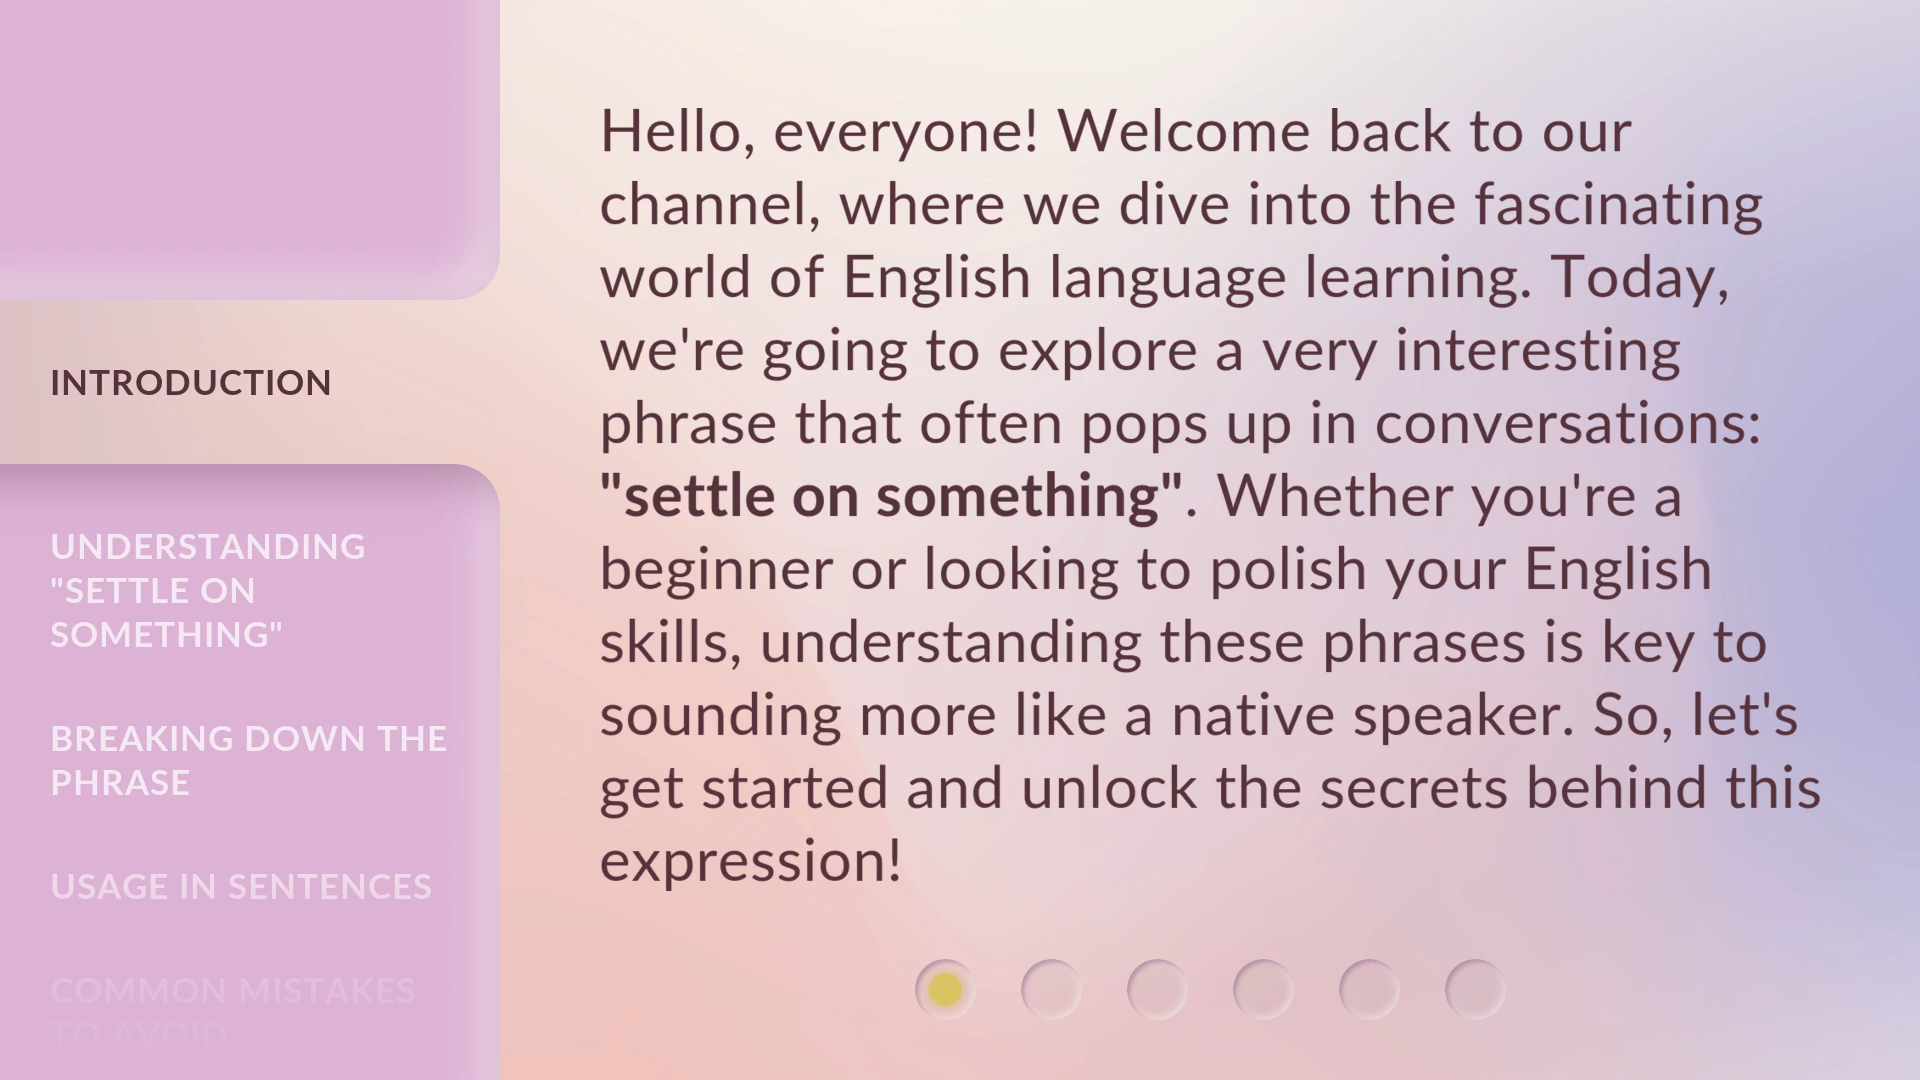 INTRODUCTION
UNDERSTANDING
"SETTLE ON
SOMETHING"
BREAKING DOWN THE
PHRASE
USAGE IN SENTENCES
COMMON MISTAKES
TO AVOID
Hello, everyone! Welcome back to our
channel, where we dive into the fascinating
world of English language learning. Today,
we're going to explore a very interesting
phrase that often pops up in conversations:
"settle on something". Whether you're a
beginner or looking to polish your English
skills, understanding these phrases is key to
sounding more like a native speaker. So, let's
get started and unlock the secrets behind this
expression!